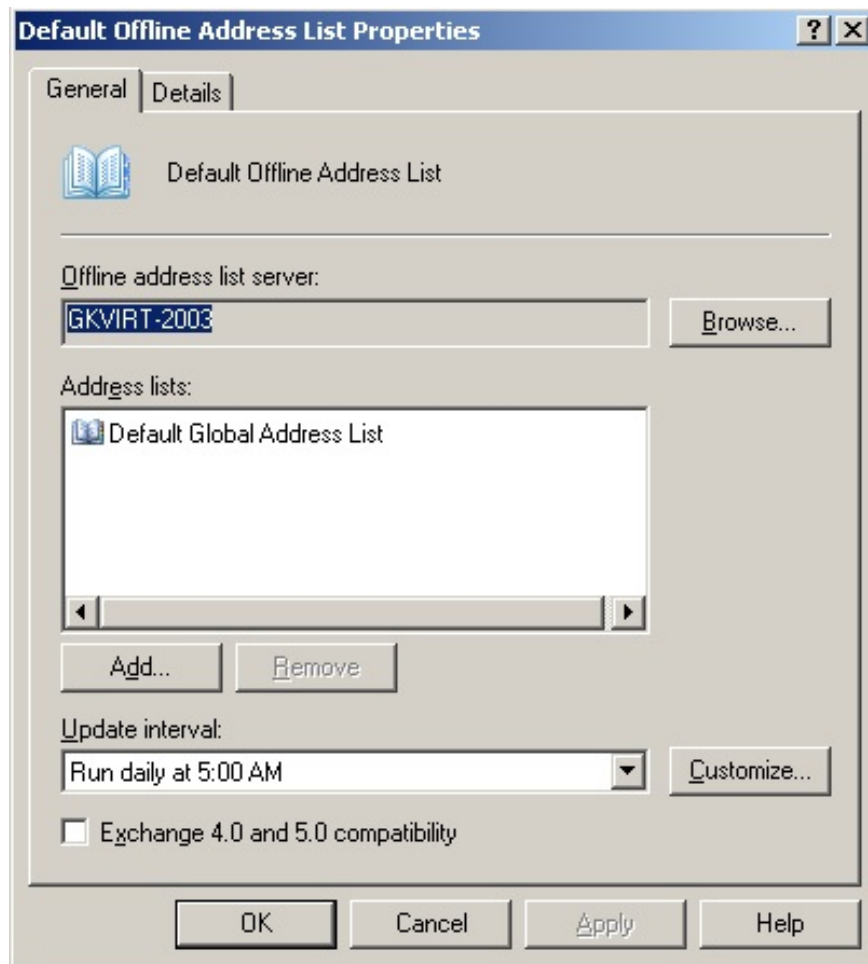 Default Offline Address List Properties
General
Details
Default Offline Address List
Offline address list server:
GKVIRT-2003
Browse...
Address lists:
Default Global Address List
Add...
Remove
Update interval:
Run daily at 5:00 AM
Customize...
Exchange 4.0 and 5.0 compatibility
OK
Cancel
Apply
Help